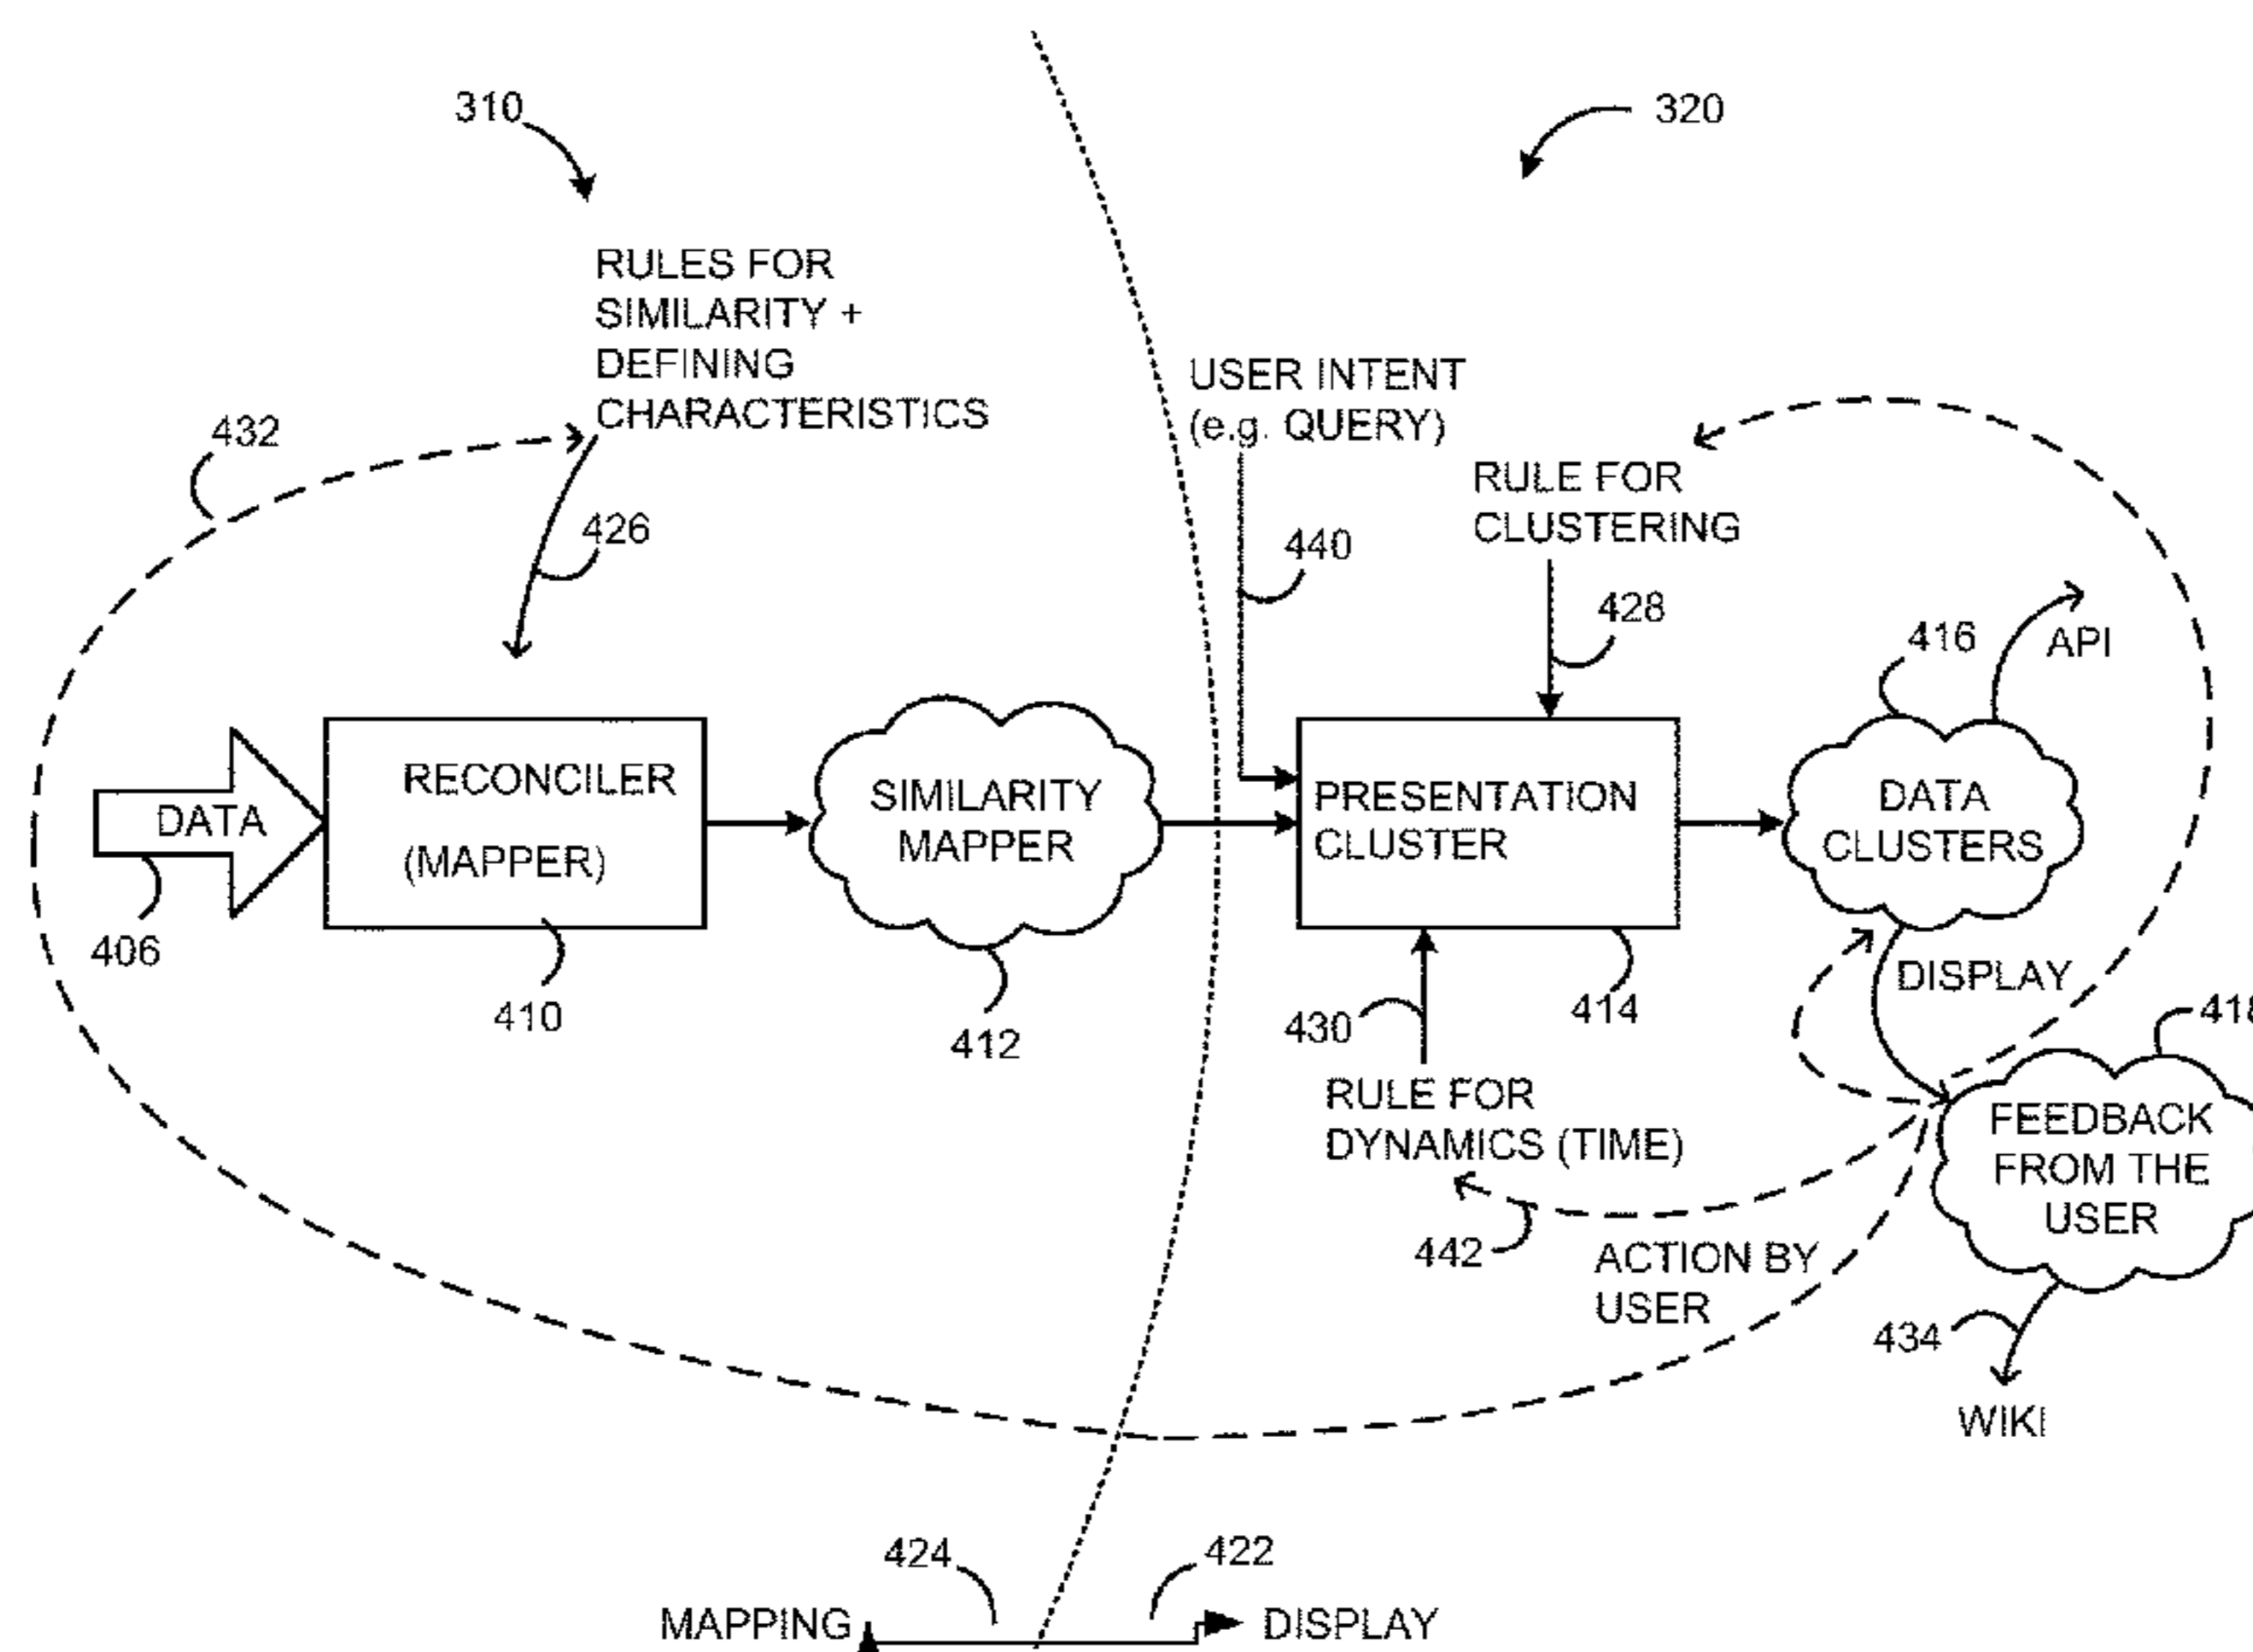 310
320
RULES FOR
SIMILARITY +
DEFINING
CHARACTERISTICS
432
426
USER INTENT
(e.g. QUERY)
440
RULE FOR
CLUSTERING
428
416
API
DATA
406
RECONCILER
(MAPPER)
410
SIMILARITY
MAPPER
412
PRESENTATION
CLUSTER
414
DATA
CLUSTERS
DISPLAY
418
430
RULE FOR
DYNAMICS (TIME)
442
ACTION BY
USER
FEEDBACK
FROM THE
USER
434
WIKI
424
422
MAPPING
DISPLAY